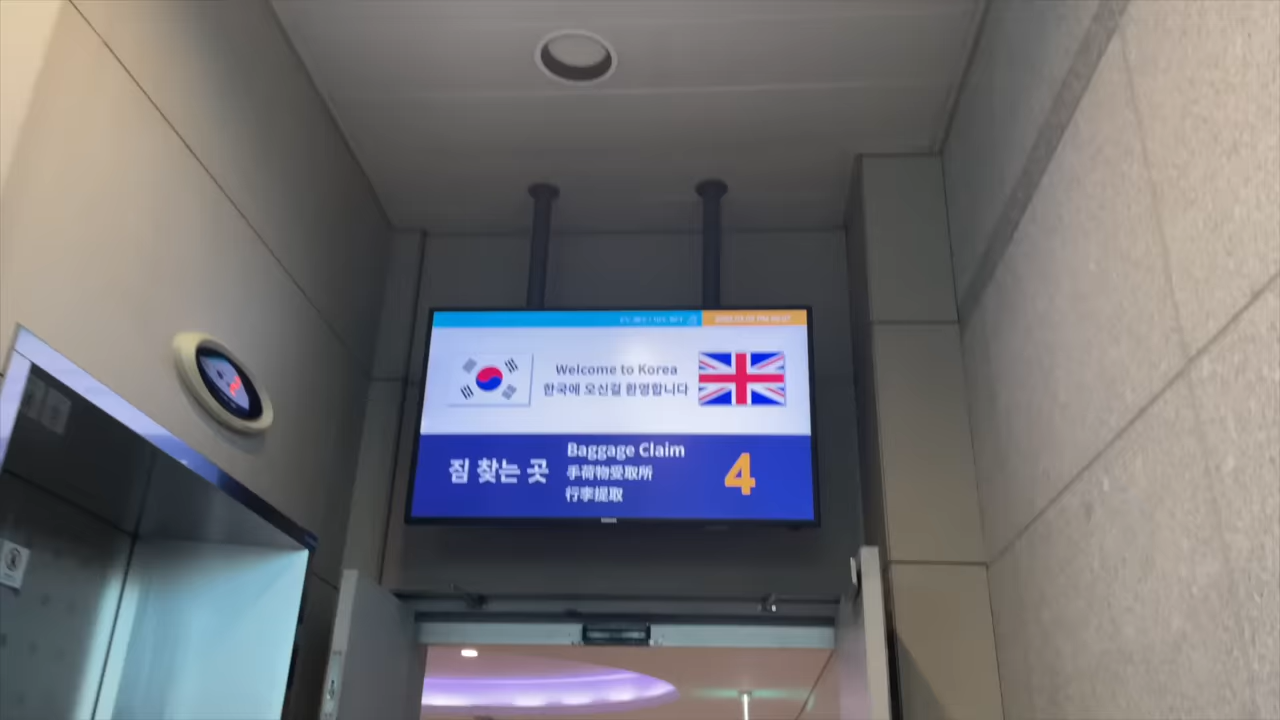 Welcome to Korea
한국에 오신걸 환영합니다
짐 찾는 곳
Baggage Claim
手荷物受取所
行李提取
4